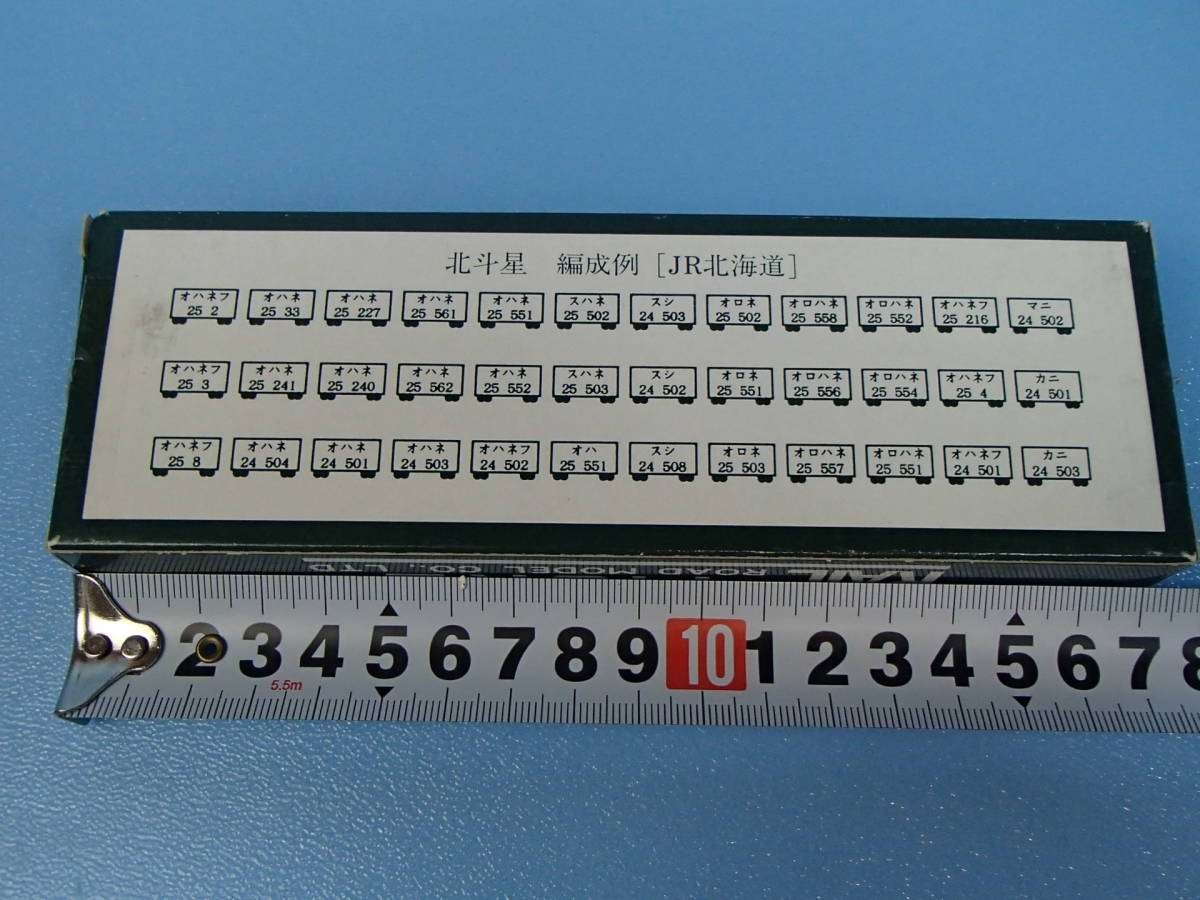 北斗星 編成例 [JR北海道]
オハネフ オハネ オハネ オハネ オハネ スハネ スシ オロネ オロハネ オロハネ オハネフ マニ
25 2 25 33 25 227 25 561 25 551 25 502 24 503 25 502 25 558 25 552 25 216 24 502
オハネフ オハネ オハネ オハネ オハネ スハネ スシ オロネ オロハネ オロハネ オハネフ カニ
25 3 25 241 25 240 25 562 25 552 25 503 24 502 25 551 25 556 25 554 25 4 24 501
オハネフ オハネ オハネ オハネ オハネフ オハ スシ オロネ オロハネ オロハネ オハネフ カニ
25 8 24 504 24 501 24 503 24 502 25 551 24 508 25 503 25 557 25 551 24 501 24 503
ROAD MODEL CO., LTD
2 3 4 5 6 7 8 9 10 1 2 3 4 5 6 7 8
5.5m